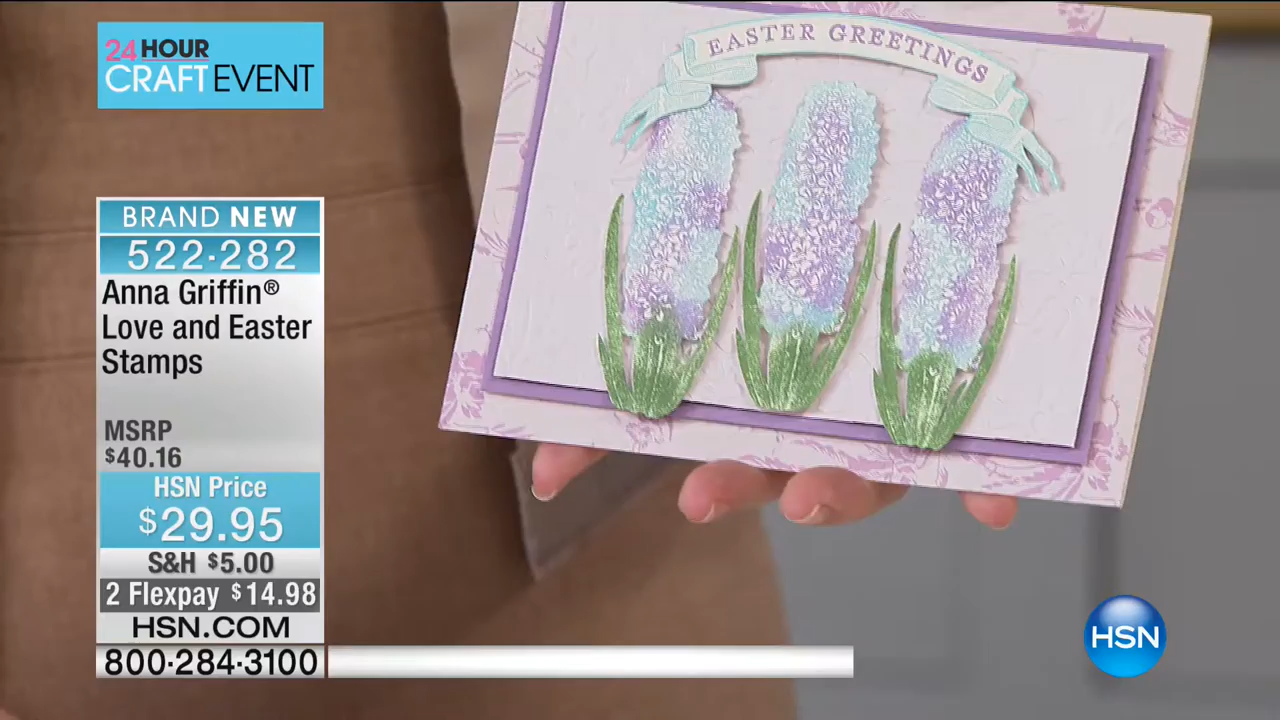 24 HOUR
CRAFT EVENT
EASTER GREETINGS
BRAND NEW
522-282
Anna Griffin®
Love and Easter
Stamps
MSRP
$40.16
HSN Price
$29.95
S&H $5.00
2 Flexpay $14.98
HSN.COM
800-284-3100
HSN